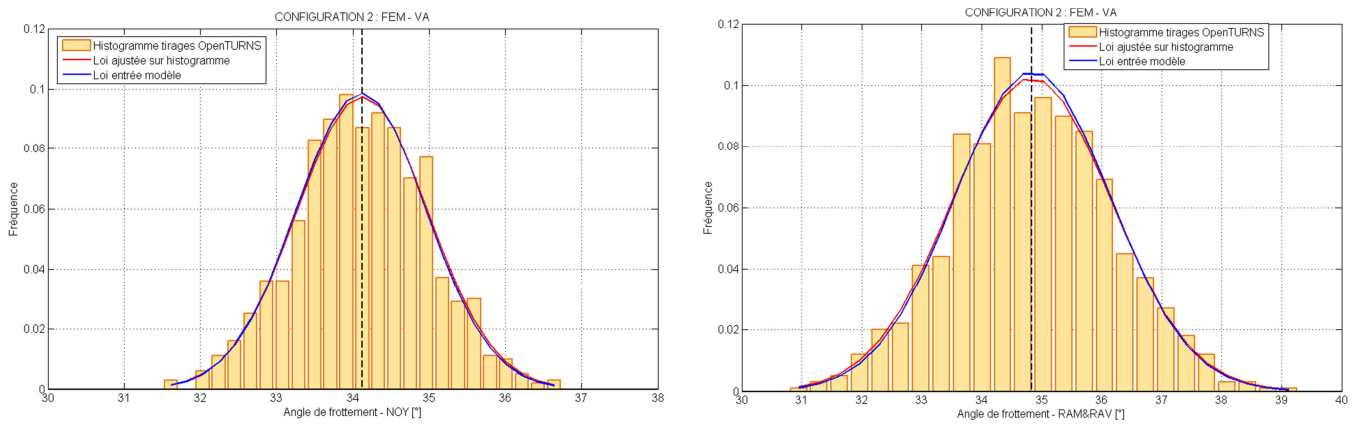 CONFIGURATION 2 : FEM - VA
0.12
0.1
0.08
0.06
0.04
0.02
0
Fréquence
Histogramme tirages OpenTURNS
Loi ajustée sur histogramme
Loi entrée modèle
30 31 32 33 34 35 36 37 38
Angle de frottement - NOY [°]
CONFIGURATION 2 : FEM - VA
0.12
0.1
0.08
0.06
0.04
0.02
0
Fréquence
Histogramme tirages OpenTURNS
Loi ajustée sur histogramme
Loi entrée modèle
30 31 32 33 34 35 36 37 38 39 40
Angle de frottement - RAM&RAV [°]